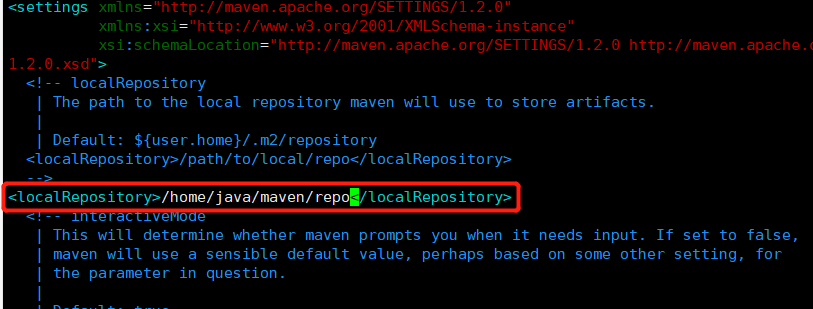 <settings xmlns="http://maven.apache.org/SETTINGS/1.2.0"
xmlns:xsi="http://www.w3.org/2001/XMLSchema-instance"
xsi:schemaLocation="http://maven.apache.org/SETTINGS/1.2.0 http://maven.apache.o
1.2.0.xsd">
<!-- localRepository
| The path to the local repository maven will use to store artifacts.
|
| Default: ${user.home}/.m2/repository
<localRepository>/path/to/local/repo</localRepository>
-->
<localRepository>/home/java/maven/repo</localRepository>
<!-- interactiveMode
| This will determine whether maven prompts you when it needs input. If set to false,
| maven will use a sensible default value, perhaps based on some other setting, for
| the parameter in question.
|
| Default: true